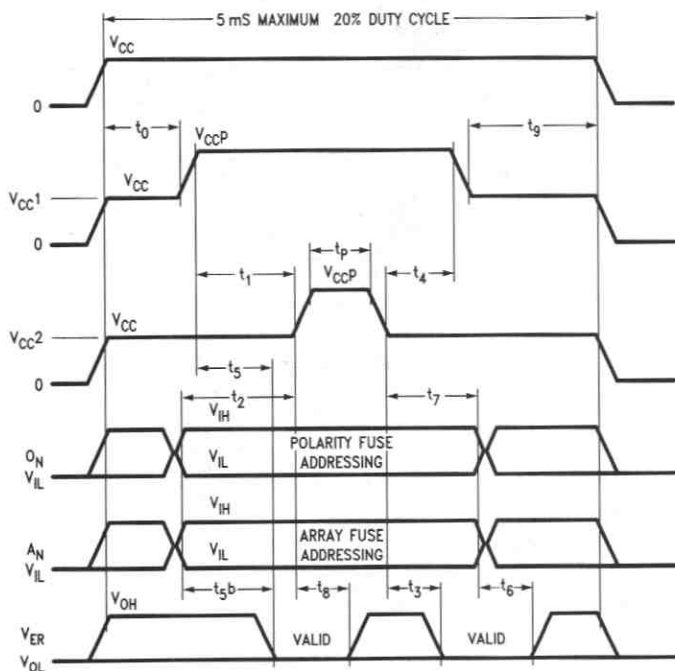 5 mS MAXIMUM 20% DUTY CYCLE
VCC
0
t0
VCCP
t9
VCC1
VCC
0
tP
t1
VCCP
t4
VCC
VCC2
t5
0
t2
t7
VIH
ON
VIL
POLARITY FUSE
ADDRESSING
VIL
VIH
AN
VIL
ARRAY FUSE
ADDRESSING
VIL
t5b
t8
t3
t6
VOH
VER
VALID
VALID
VOL